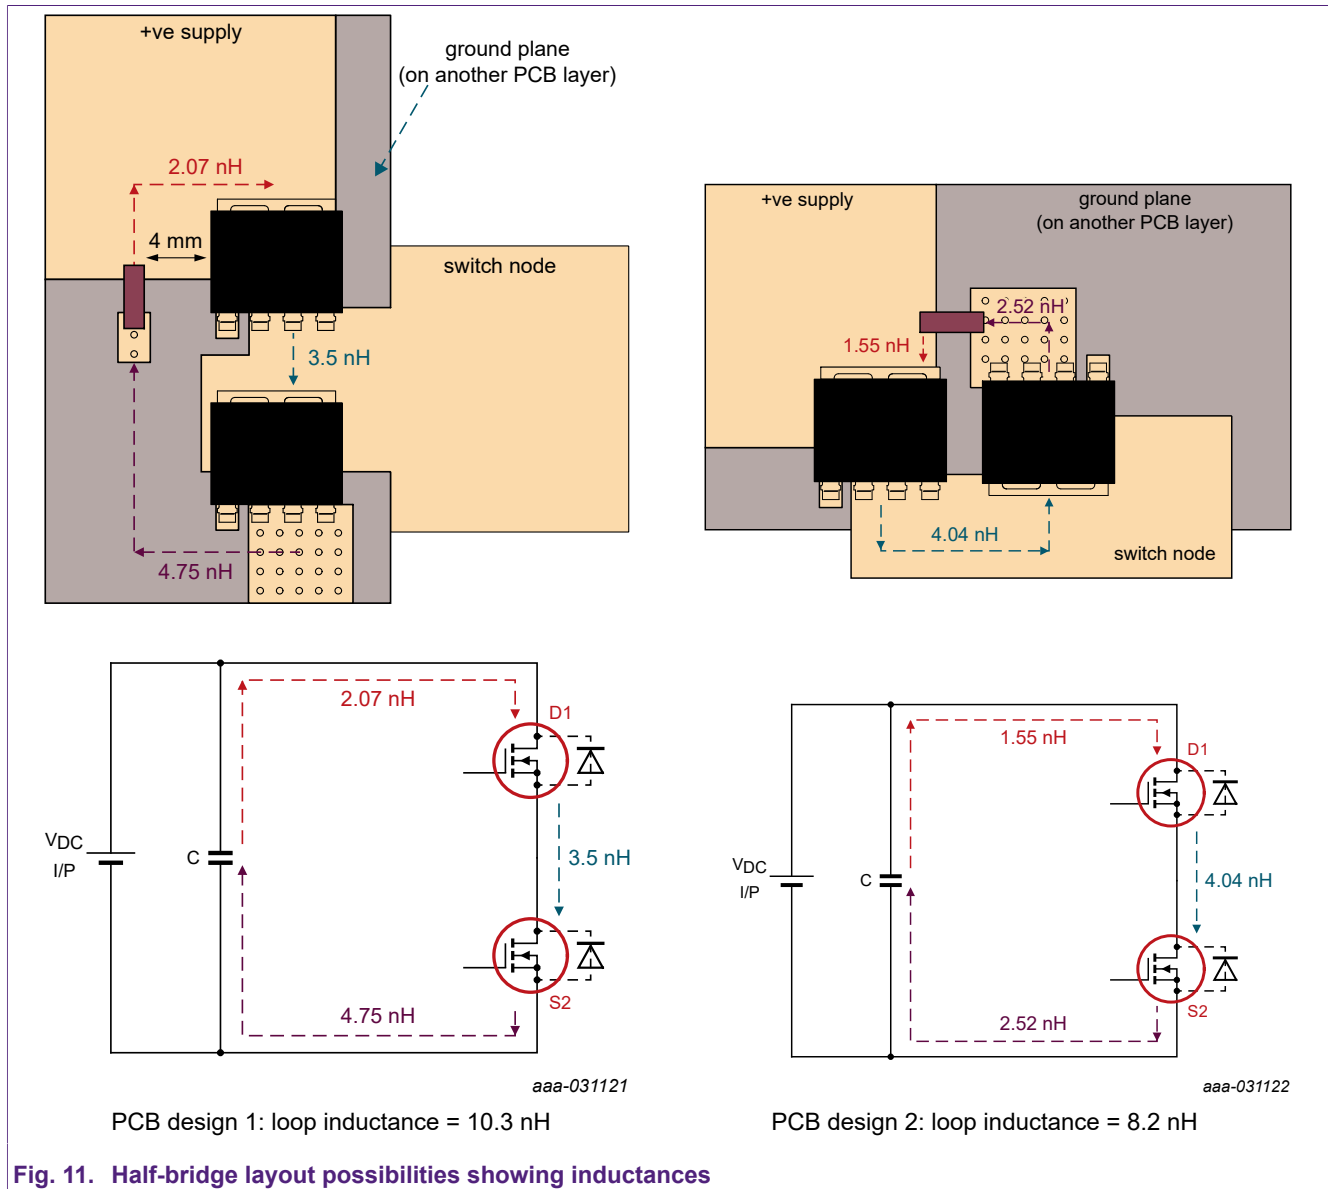 +ve supply
ground plane
(on another PCB layer)
2.07 nH
4 mm
switch node
3.5 nH
4.75 nH
+ve supply
ground plane
(on another PCB layer)
2.52 nH
1.55 nH
4.04 nH
switch node
2.07 nH
D1
VDC
I/P
C
3.5 nH
S2
4.75 nH
aaa-031121
1.55 nH
D1
VDC
I/P
C
4.04 nH
S2
2.52 nH
aaa-031122
PCB design 1: loop inductance = 10.3 nH
PCB design 2: loop inductance = 8.2 nH
Fig. 11. Half-bridge layout possibilities showing inductances